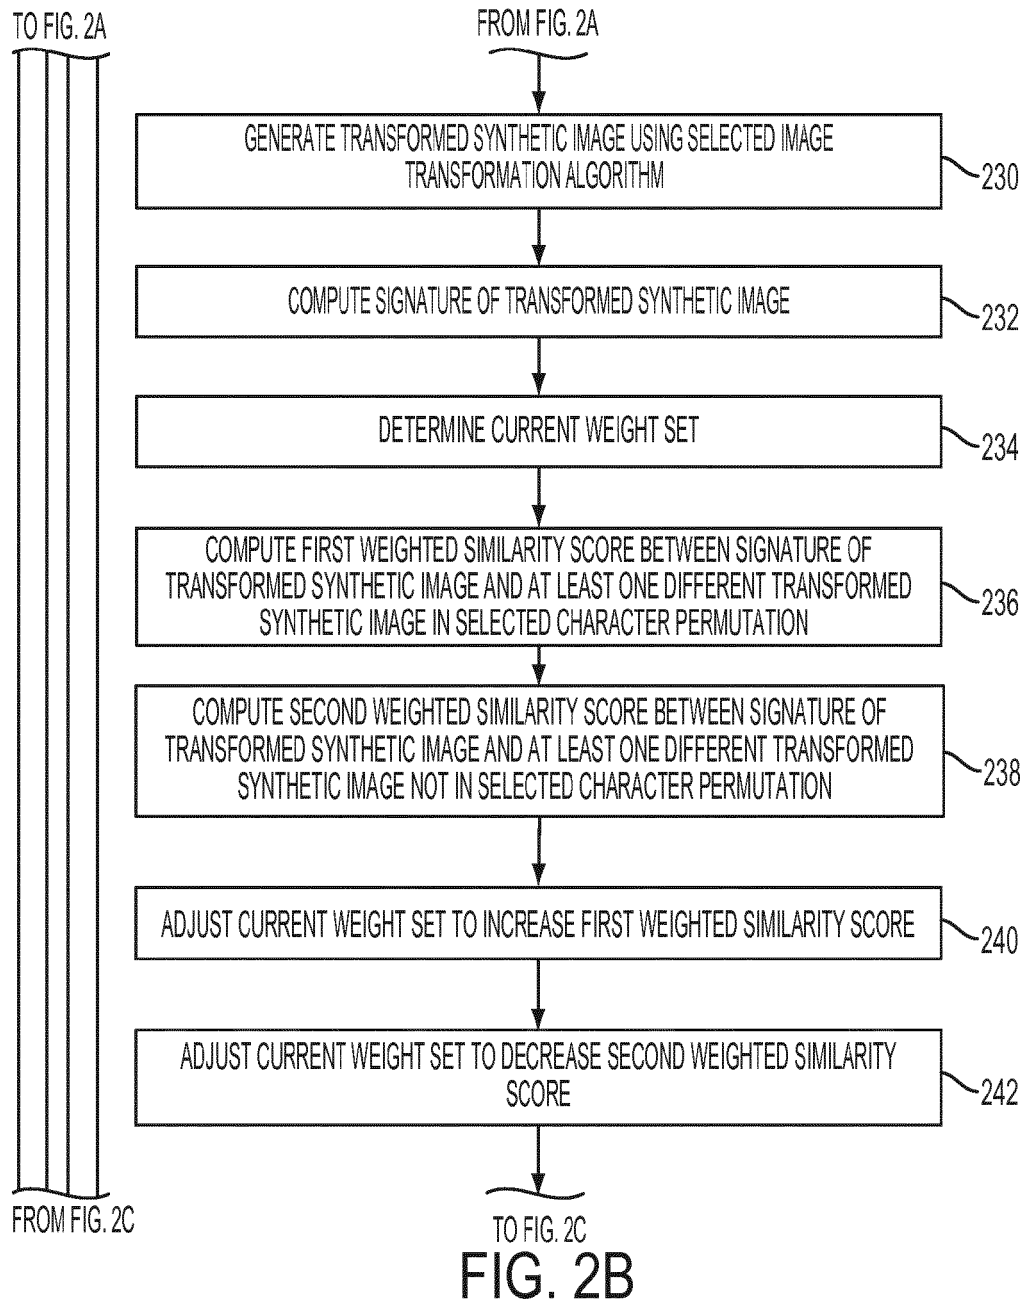 TO FIG. 2A
FROM FIG. 2A
GENERATE TRANSFORMED SYNTHETIC IMAGE USING SELECTED IMAGE
TRANSFORMATION ALGORITHM
230
COMPUTE SIGNATURE OF TRANSFORMED SYNTHETIC IMAGE
232
DETERMINE CURRENT WEIGHT SET
234
COMPUTE FIRST WEIGHTED SIMILARITY SCORE BETWEEN SIGNATURE OF
TRANSFORMED SYNTHETIC IMAGE AND AT LEAST ONE DIFFERENT TRANSFORMED
SYNTHETIC IMAGE IN SELECTED CHARACTER PERMUTATION
236
COMPUTE SECOND WEIGHTED SIMILARITY SCORE BETWEEN SIGNATURE OF
TRANSFORMED SYNTHETIC IMAGE AND AT LEAST ONE DIFFERENT TRANSFORMED
SYNTHETIC IMAGE NOT IN SELECTED CHARACTER PERMUTATION
238
ADJUST CURRENT WEIGHT SET TO INCREASE FIRST WEIGHTED SIMILARITY SCORE
240
ADJUST CURRENT WEIGHT SET TO DECREASE SECOND WEIGHTED SIMILARITY
SCORE
242
FROM FIG. 2C
TO FIG. 2C
FIG. 2B